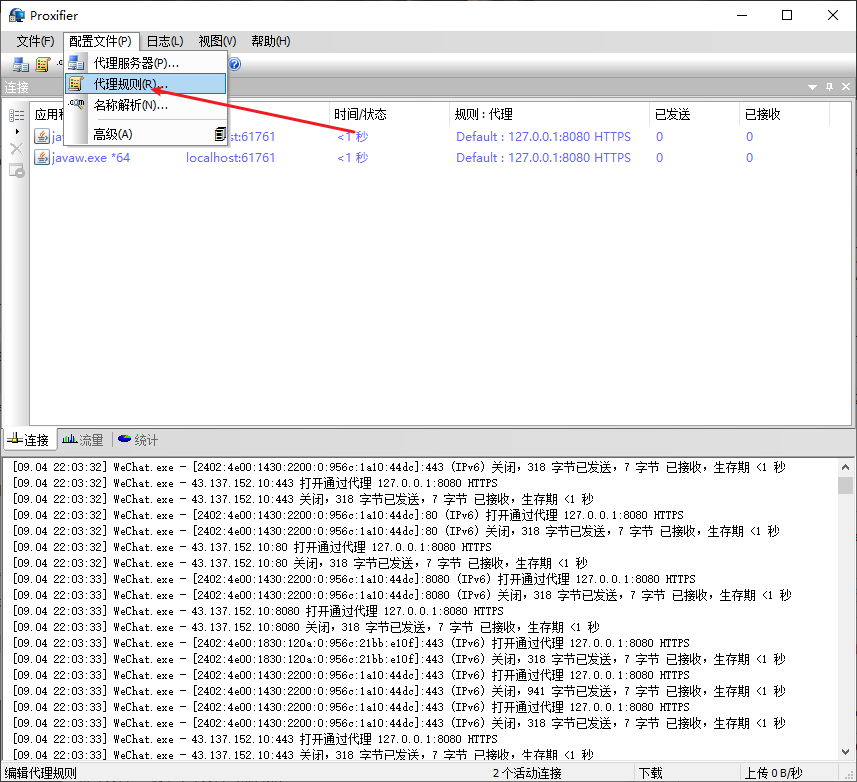 Proxifier
文件(F) 配置文件(P) 日志(L) 视图(V) 帮助(H)
代理服务器(P)...
连接
代理规则(R)...
名称解析(N)...
高级(A)
应用 时间/状态 规则 : 代理 已发送 已接收
ja st:61761 <1 秒 Default : 127.0.0.1:8080 HTTPS 0 0
javaw.exe *64 localhost:61761 <1 秒 Default : 127.0.0.1:8080 HTTPS 0 0
连接 流量 统计
[09.04 22:03:32] WeChat.exe - [2402:4e00:1430:2200:0:956c:1a10:44dc]:443 (IPv6) 关闭，318 字节已发送，7 字节 已接收，生存期 <1 秒
[09.04 22:03:32] WeChat.exe - 43.137.152.10:443 打开通过代理 127.0.0.1:8080 HTTPS
[09.04 22:03:32] WeChat.exe - 43.137.152.10:443 关闭，318 字节已发送，7 字节 已接收，生存期 <1 秒
[09.04 22:03:32] WeChat.exe - [2402:4e00:1430:2200:0:956c:1a10:44dc]:80 (IPv6) 打开通过代理 127.0.0.1:8080 HTTPS
[09.04 22:03:32] WeChat.exe - [2402:4e00:1430:2200:0:956c:1a10:44dc]:80 (IPv6) 关闭，318 字节已发送，7 字节 已接收，生存期 <1 秒
[09.04 22:03:32] WeChat.exe - 43.137.152.10:80 打开通过代理 127.0.0.1:8080 HTTPS
[09.04 22:03:32] WeChat.exe - 43.137.152.10:80 关闭，318 字节已发送，7 字节 已接收，生存期 <1 秒
[09.04 22:03:32] WeChat.exe - [2402:4e00:1430:2200:0:956c:1a10:44dc]:8080 (IPv6) 打开通过代理 127.0.0.1:8080 HTTPS
[09.04 22:03:33] WeChat.exe - [2402:4e00:1430:2200:0:956c:1a10:44dc]:8080 (IPv6) 关闭，318 字节已发送，7 字节 已接收，生存期 <1 秒
[09.04 22:03:33] WeChat.exe - 43.137.152.10:8080 打开通过代理 127.0.0.1:8080 HTTPS
[09.04 22:03:33] WeChat.exe - 43.137.152.10:8080 关闭，318 字节已发送，7 字节 已接收，生存期 <1 秒
[09.04 22:03:33] WeChat.exe - [2402:4e00:1830:120a:0:956c:21bb:e10f]:443 (IPv6) 打开通过代理 127.0.0.1:8080 HTTPS
[09.04 22:03:33] WeChat.exe - [2402:4e00:1830:120a:0:956c:21bb:e10f]:443 (IPv6) 关闭，318 字节已发送，7 字节 已接收，生存期 <1 秒
[09.04 22:03:33] WeChat.exe - [2402:4e00:1430:2200:0:956c:1a10:44dc]:443 (IPv6) 打开通过代理 127.0.0.1:8080 HTTPS
[09.04 22:03:33] WeChat.exe - [2402:4e00:1430:2200:0:956c:1a10:44dc]:443 (IPv6) 关闭，941 字节已发送，7 字节 已接收，生存期 <1 秒
[09.04 22:03:33] WeChat.exe - [2402:4e00:1430:2200:0:956c:1a10:44dc]:443 (IPv6) 打开通过代理 127.0.0.1:8080 HTTPS
[09.04 22:03:33] WeChat.exe - [2402:4e00:1430:2200:0:956c:1a10:44dc]:443 (IPv6) 关闭，318 字节已发送，7 字节 已接收，生存期 <1 秒
[09.04 22:03:33] WeChat.exe - 43.137.152.10:443 打开通过代理 127.0.0.1:8080 HTTPS
[09.04 22:03:33] WeChat.exe - 43.137.152.10:443 关闭，318 字节已发送，7 字节 已接收，生存期 <1 秒
编辑代理规则 2 个活动连接 下载 上传 0 B/秒